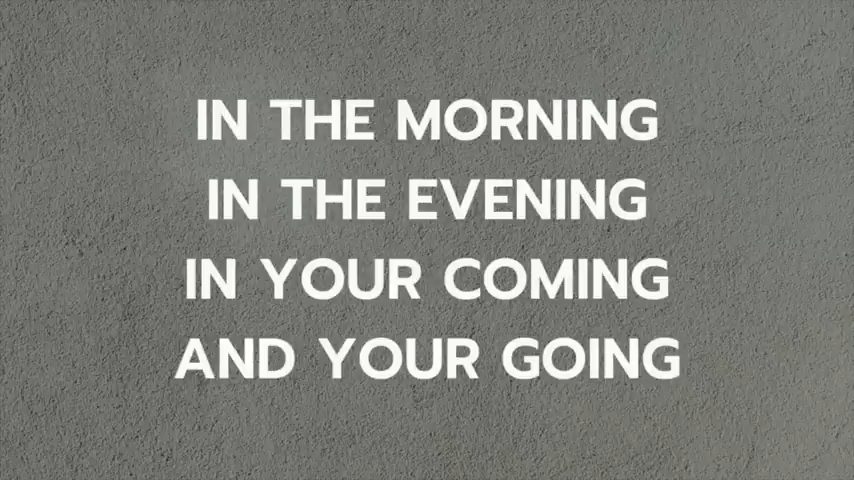 IN THE MORNING
IN THE EVENING
IN YOUR COMING
AND YOUR GOING